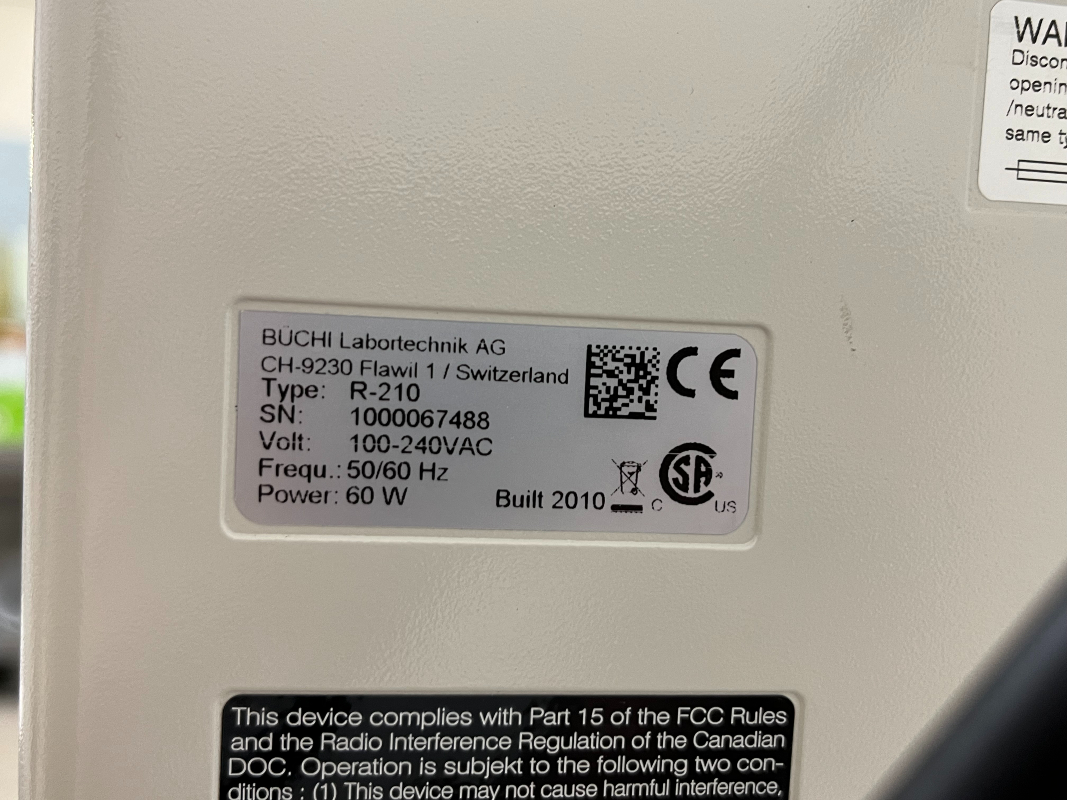 WA
Discon
openin
/neutra
same ty
BÜCHI Labortechnik AG
CH-9230 Flawil 1 / Switzerland
Type: R-210
SN: 1000067488
Volt: 100-240VAC
Frequ.: 50/60 Hz
Power: 60 W Built 2010
CE
C SA US
This device complies with Part 15 of the FCC Rules
and the Radio Interference Regulation of the Canadian
DOC. Operation is subjekt to the following two con-
ditions : (1) This device may not cause harmful interference,